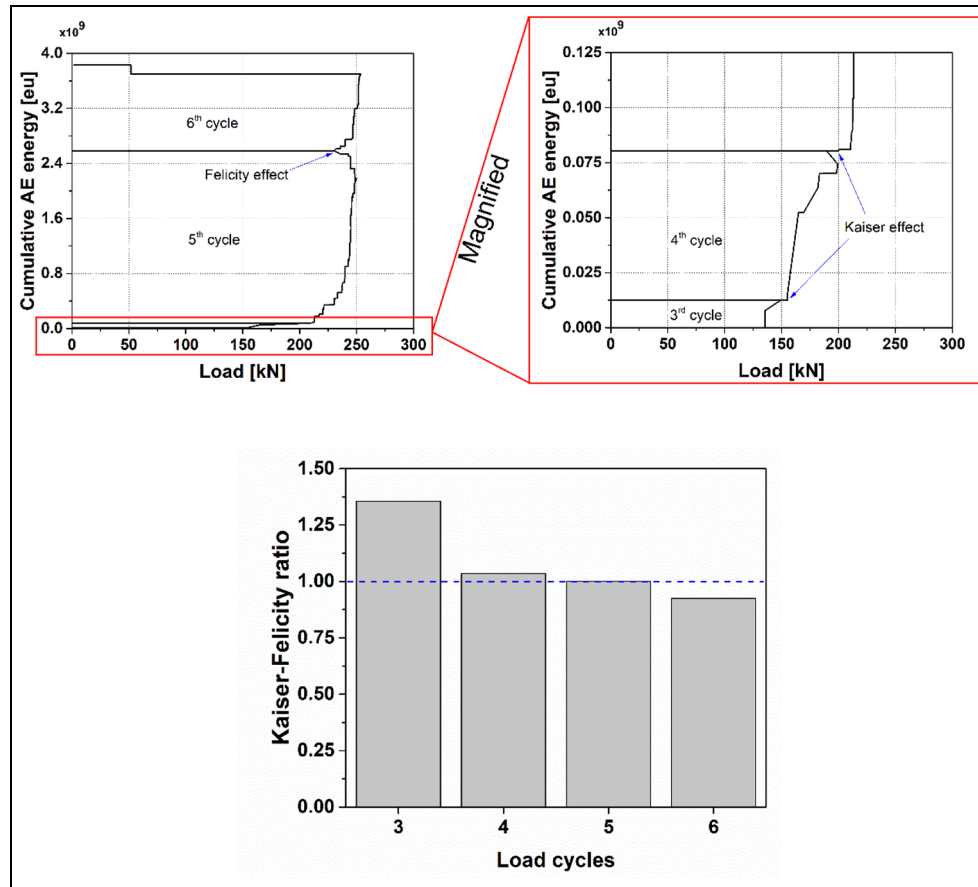 ×10⁹
4.0
3.2
2.4
1.6
0.8
0.0
Cumulative AE energy [eu]
6th cycle
Felicity effect
5th cycle
0 50 100 150 200 250 300
Load [kN]
Magnified
×10⁹
0.125
0.100
0.075
0.050
0.025
0.000
Cumulative AE energy [eu]
Kaiser effect
4th cycle
3rd cycle
0 50 100 150 200 250 300
Load [kN]
1.50
1.25
1.00
0.75
0.50
0.25
0.00
Kaiser-Felicity ratio
3 4 5 6
Load cycles